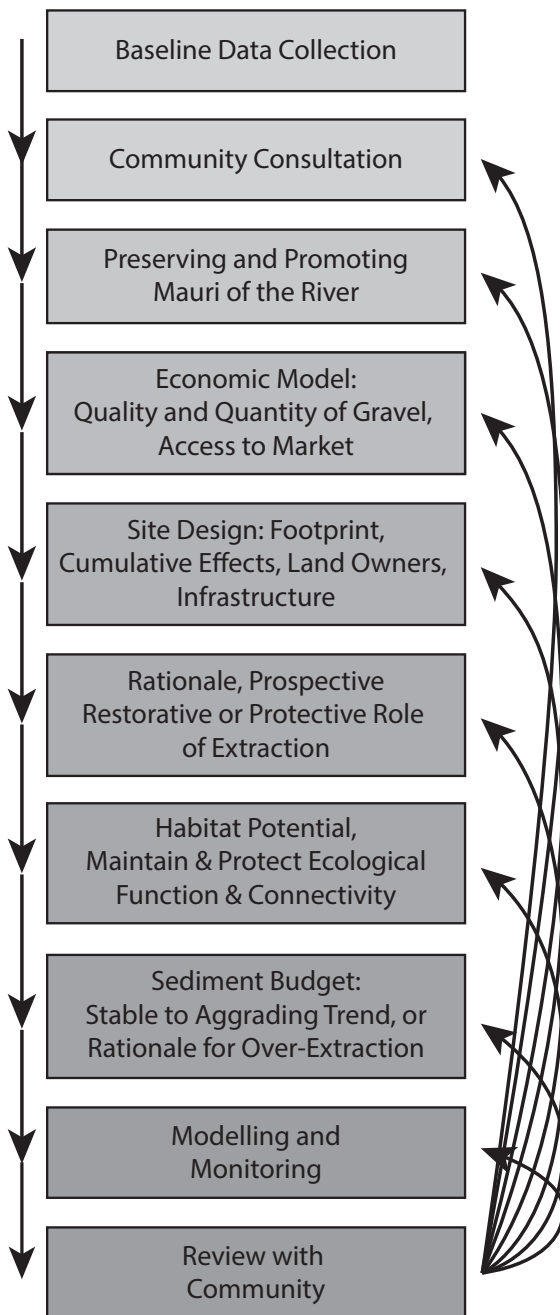 Baseline Data Collection
Community Consultation
Preserving and Promoting
Mauri of the River
Economic Model:
Quality and Quantity of Gravel,
Access to Market
Site Design: Footprint,
Cumulative Effects, Land Owners,
Infrastructure
Rationale, Prospective
Restorative or Protective Role
of Extraction
Habitat Potential,
Maintain & Protect Ecological
Function & Connectivity
Sediment Budget:
Stable to Aggrading Trend, or
Rationale for Over-Extraction
Modelling and
Monitoring
Review with
Community